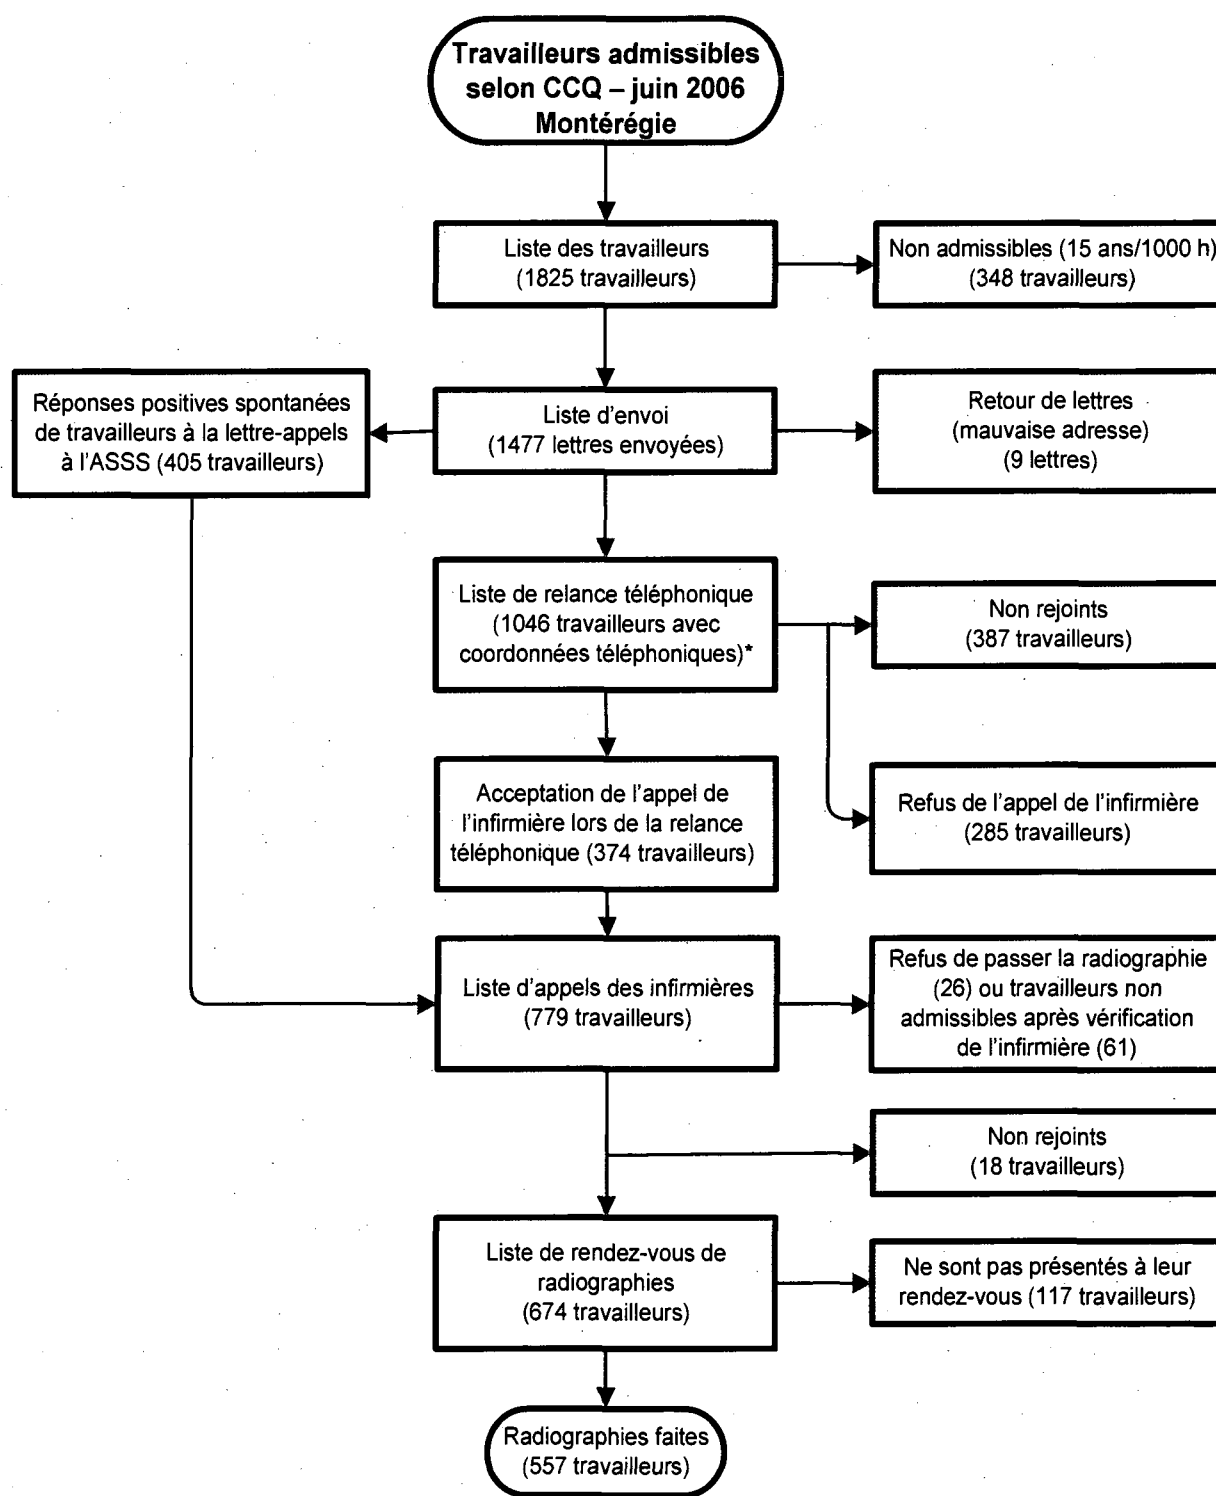 Travailleurs admissibles
selon CCQ – juin 2006
Montérégie
Liste des travailleurs
(1825 travailleurs)
Non admissibles (15 ans/1000 h)
(348 travailleurs)
Réponses positives spontanées
de travailleurs à la lettre-appels
à l'ASSS (405 travailleurs)
Liste d'envoi
(1477 lettres envoyées)
Retour de lettres
(mauvaise adresse)
(9 lettres)
Liste de relance téléphonique
(1046 travailleurs avec
coordonnées téléphoniques)*
Non rejoints
(387 travailleurs)
Acceptation de l'appel de
l'infirmière lors de la relance
téléphonique (374 travailleurs)
Refus de l'appel de l'infirmière
(285 travailleurs)
Liste d'appels des infirmières
(779 travailleurs)
Refus de passer la radiographie
(26) ou travailleurs non
admissibles après vérification
de l'infirmière (61)
Non rejoints
(18 travailleurs)
Liste de rendez-vous de
radiographies
(674 travailleurs)
Ne sont pas présentés à leur
rendez-vous (117 travailleurs)
Radiographies faites
(557 travailleurs)